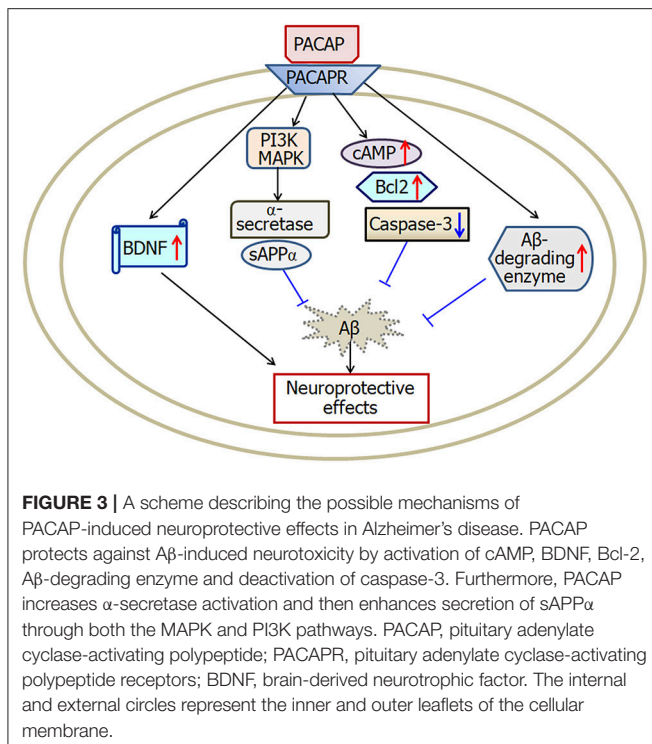 PACAP
PACAPR
PI3K
MAPK
cAMP
Bcl2
α-
secretase
Caspase-3
BDNF
sAPPα
Aβ-
degrading
enzyme
Aβ
Neuroprotective
effects
FIGURE 3 | A scheme describing the possible mechanisms of
PACAP-induced neuroprotective effects in Alzheimer's disease. PACAP
protects against Aβ-induced neurotoxicity by activation of cAMP, BDNF, Bcl-2,
Aβ-degrading enzyme and deactivation of caspase-3. Furthermore, PACAP
increases α-secretase activation and then enhances secretion of sAPPα
through both the MAPK and PI3K pathways. PACAP, pituitary adenylate
cyclase-activating polypeptide; PACAPR, pituitary adenylate cyclase-activating
polypeptide receptors; BDNF, brain-derived neurotrophic factor. The internal
and external circles represent the inner and outer leaflets of the cellular
membrane.